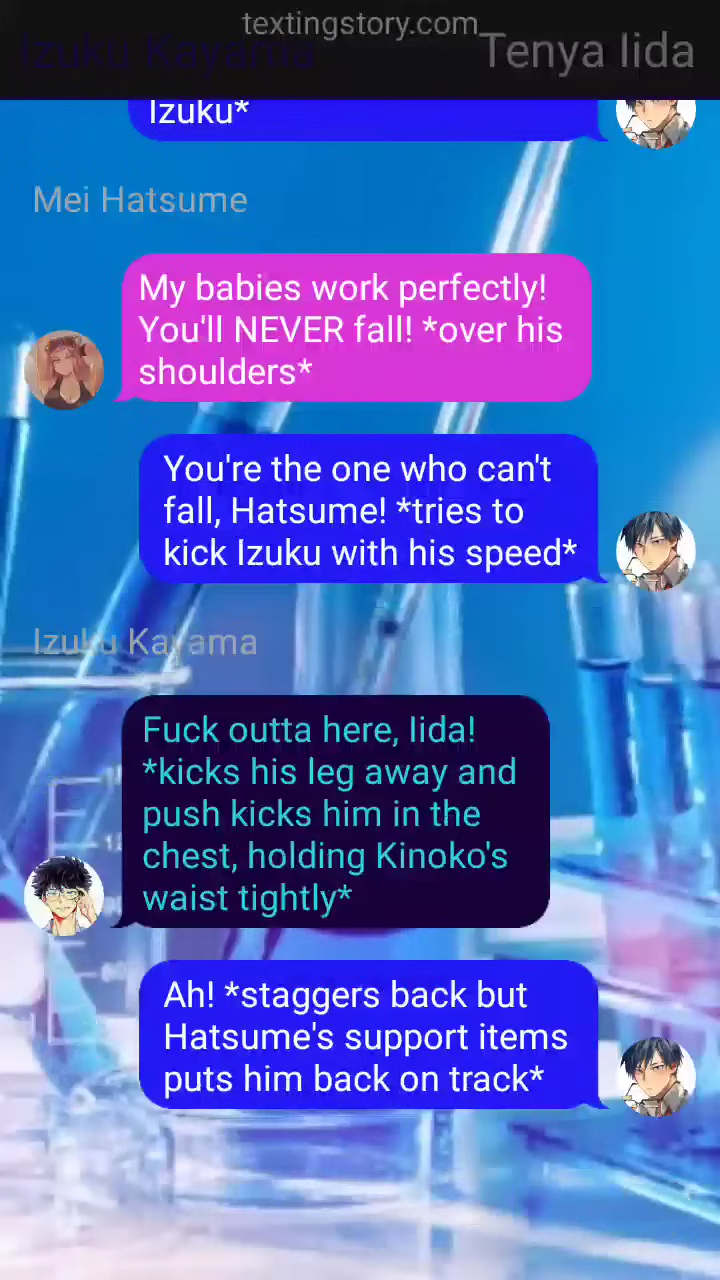 textingstory.com
Izuku Kayama
Tenya Iida
Izuku*
Mei Hatsume
My babies work perfectly!
You'll NEVER fall! *over his
shoulders*
You're the one who can't
fall, Hatsume! *tries to
kick Izuku with his speed*
Izuku Kayama
Fuck outta here, Iida!
*kicks his leg away and
push kicks him in the
chest, holding Kinoko's
waist tightly*
Ah! *staggers back but
Hatsume's support items
puts him back on track*